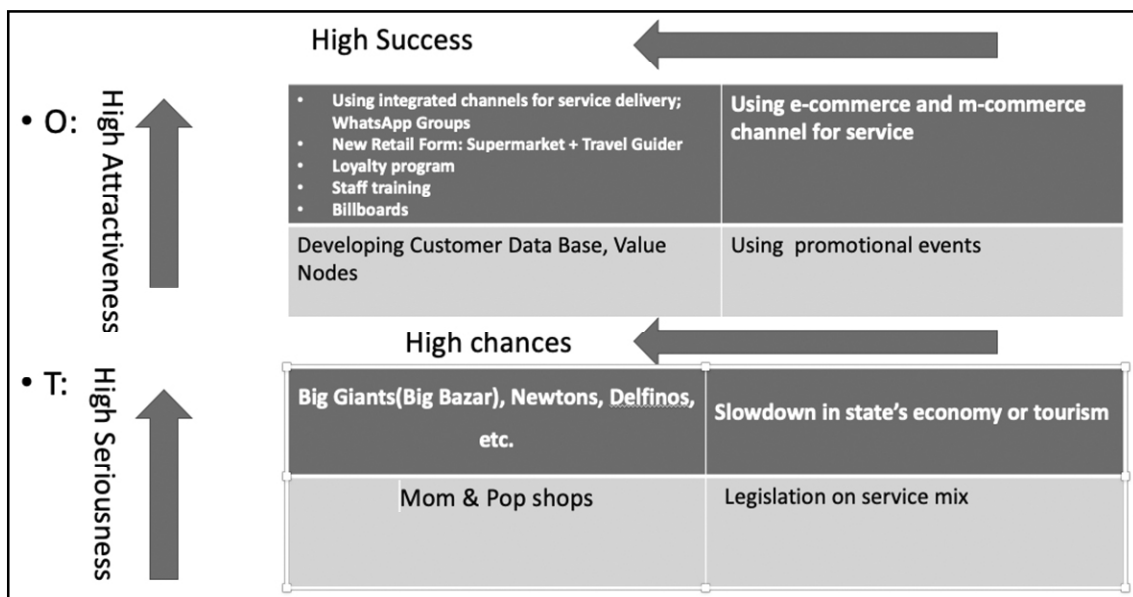 High Success
• O:
High Attractiveness
• Using integrated channels for service delivery;
WhatsApp Groups
• New Retail Form: Supermarket + Travel Guider
• Loyalty program
• Staff training
• Billboards
Using e-commerce and m-commerce
channel for service
Developing Customer Data Base, Value
Nodes
Using promotional events
High chances
• T:
High Seriousness
Big Giants(Big Bazar), Newtons, Delfinos,
etc.
Slowdown in state's economy or tourism
Mom & Pop shops
Legislation on service mix